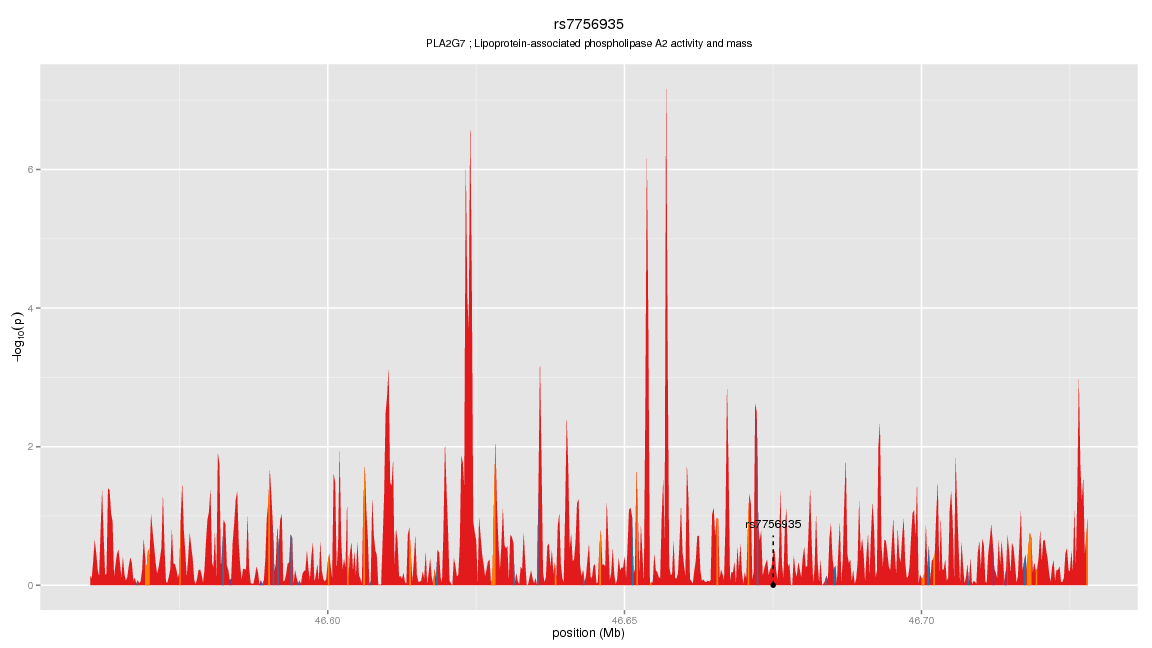 rs7756935
PLA2G7 ; Lipoprotein-associated phospholipase A2 activity and mass
6
4
2
0
-log10(p)
rs7756935
46.60 46.65 46.70
position (Mb)